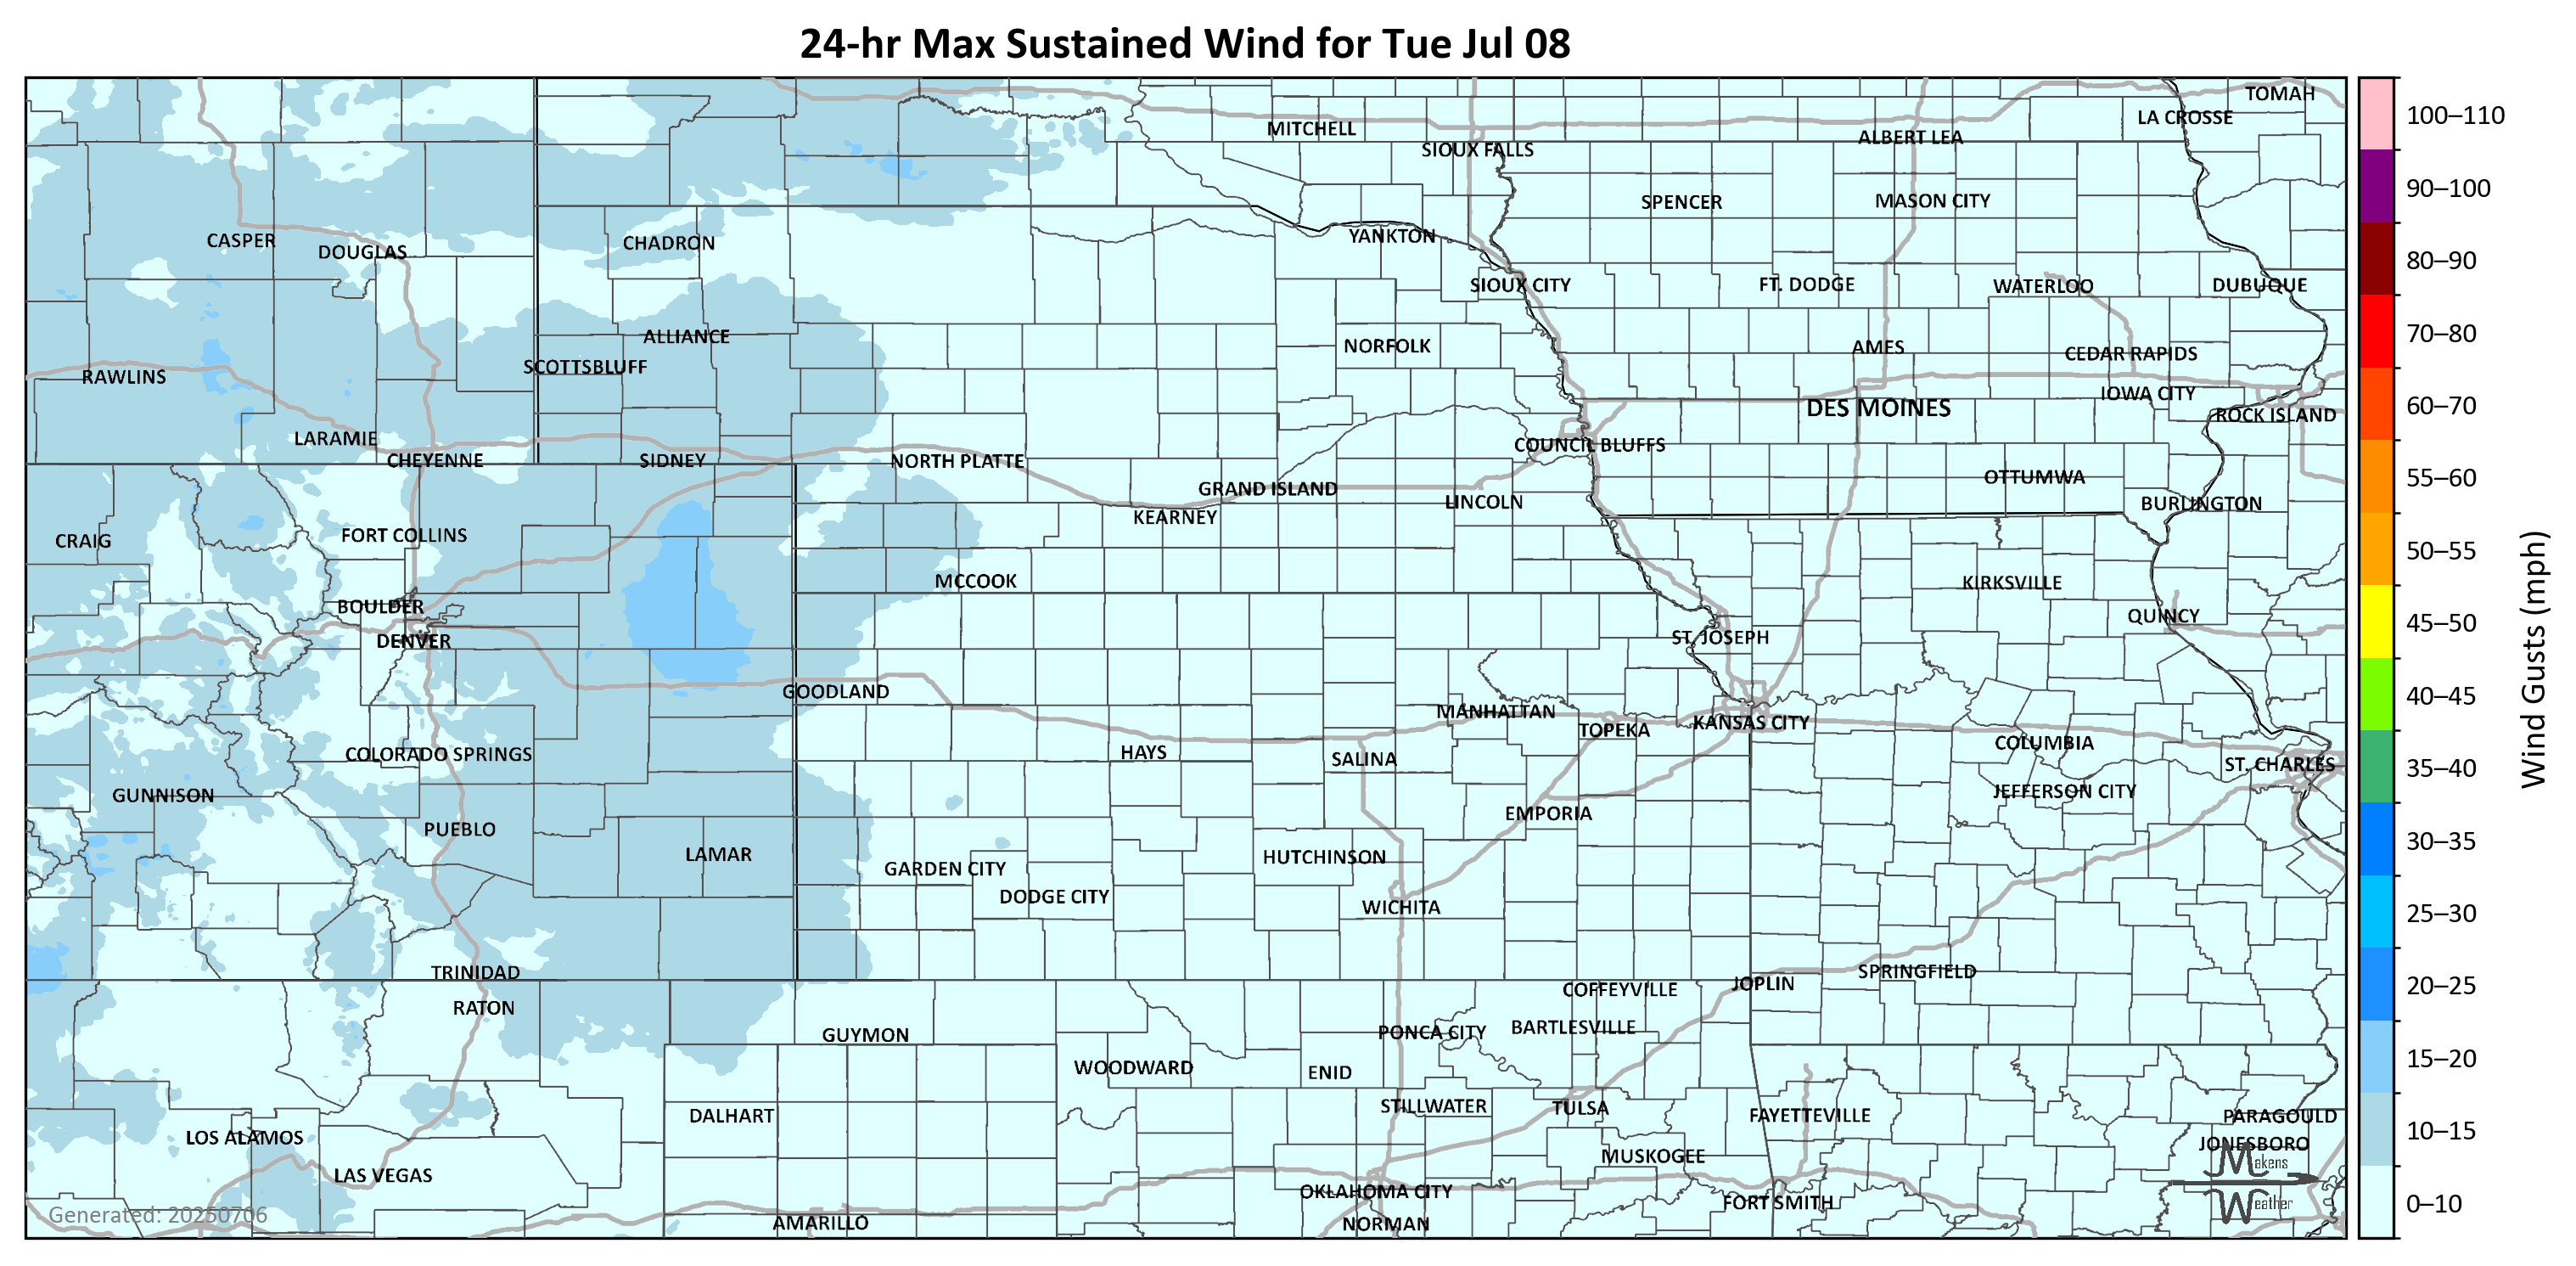 24-hr Max Sustained Wind for Tue Jul 08
TOMAH
LA CROSSE
MITCHELL
ALBERT LEA
SIOUX FALLS
SPENCER
MASON CITY
CASPER
DOUGLAS
CHADRON
YANKTON
SIOUX CITY
FT. DODGE
WATERLOO
DUBUQUE
ALLIANCE
SCOTTSBLUFF
NORFOLK
AMES
CEDAR RAPIDS
RAWLINS
IOWA CITY
DES MOINES
ROCK ISLAND
LARAMIE
COUNCIL BLUFFS
CHEYENNE
SIDNEY
NORTH PLATTE
OTTUMWA
GRAND ISLAND
LINCOLN
BURLINGTON
KEARNEY
CRAIG
FORT COLLINS
MCCOOK
KIRKSVILLE
BOULDER
QUINCY
DENVER
ST. JOSEPH
GOODLAND
MANHATTAN
TOPEKA
KANSAS CITY
COLUMBIA
COLORADO SPRINGS
HAYS
SALINA
ST. CHARLES
GUNNISON
JEFFERSON CITY
EMPORIA
PUEBLO
LAMAR
HUTCHINSON
GARDEN CITY
DODGE CITY
WICHITA
TRINIDAD
SPRINGFIELD
JOPLIN
COFFEYVILLE
RATON
GUYMON
PONCA CITY
BARTLESVILLE
WOODWARD
ENID
DALHART
STILLWATER
TULSA
FAYETTEVILLE
PARAGOULD
LOS ALAMOS
JONESBORO
MUSKOGEE
LAS VEGAS
OKLAHOMA CITY
FORT SMITH
AMARILLO
NORMAN
Generated: 20250706
Makens
Weather
100–110
90–100
80–90
70–80
60–70
55–60
50–55
45–50
40–45
35–40
30–35
25–30
20–25
15–20
10–15
0–10
Wind Gusts (mph)